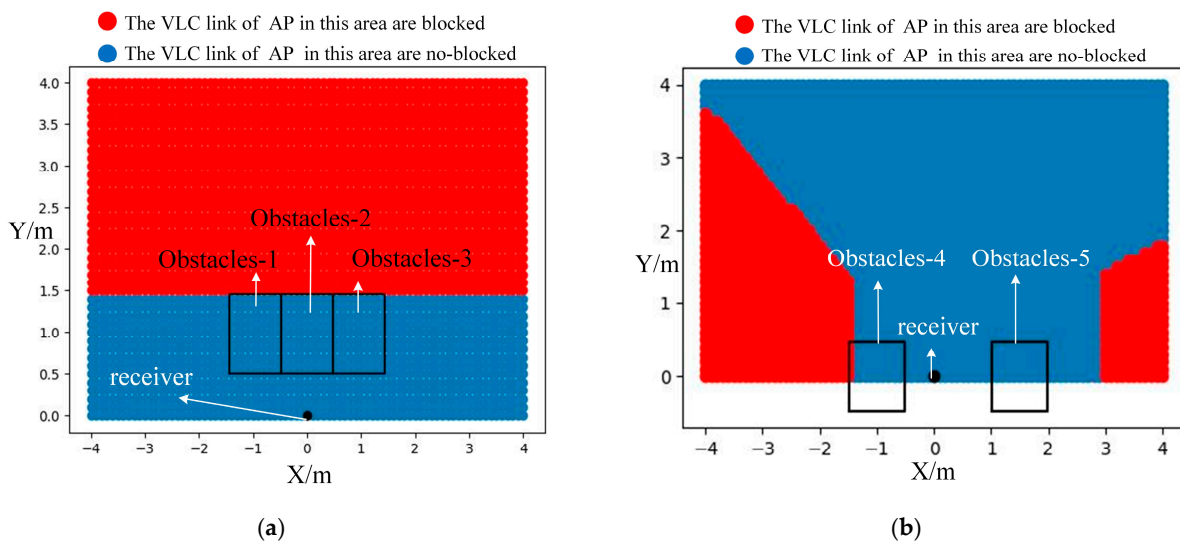 The VLC link of AP in this area are blocked
The VLC link of AP in this area are no-blocked
4.0
3.5
3.0
2.5
2.0
1.5
1.0
0.5
0.0
Y/m
Obstacles-2
Obstacles-1
Obstacles-3
receiver
−4
−3
−2
−1
0
1
2
3
4
X/m
(a)
The VLC link of AP in this area are blocked
The VLC link of AP in this area are no-blocked
4
3
2
1
0
Y/m
Obstacles-4
Obstacles-5
receiver
−4
−3
−2
−1
0
1
2
3
4
X/m
(b)